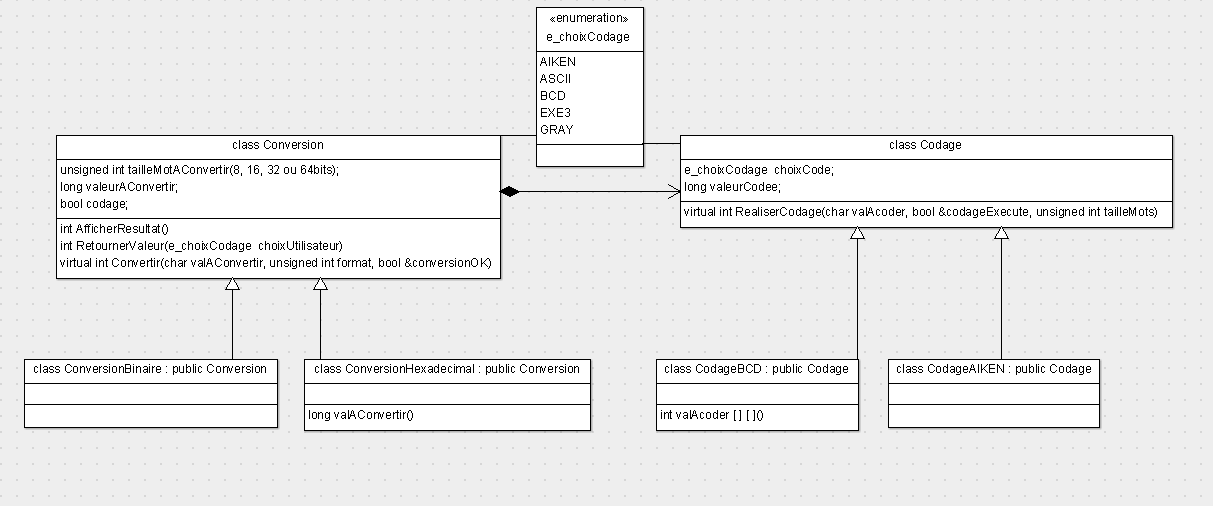 «enumeration»
e_choixCodage
AIKEN
ASCII
BCD
EXE3
GRAY
class Conversion
unsigned int tailleMotAConvertir(8, 16, 32 ou 64bits);
long valeurAConvertir;
bool codage;
int AfficherResultat()
int RetournerValeur(e_choixCodage choixUtilisateur)
virtual int Convertir(char valAConvertir, unsigned int format, bool &conversionOK)
class Codage
e_choixCodage choixCode;
long valeurCodee;
virtual int RealiserCodage(char valAcoder, bool &codageExecute, unsigned int tailleMots)
class ConversionBinaire : public Conversion
class ConversionHexadecimal : public Conversion
long valAConvertir()
class CodageBCD : public Codage
int valAcoder [ ] [ ]()
class CodageAIKEN : public Codage